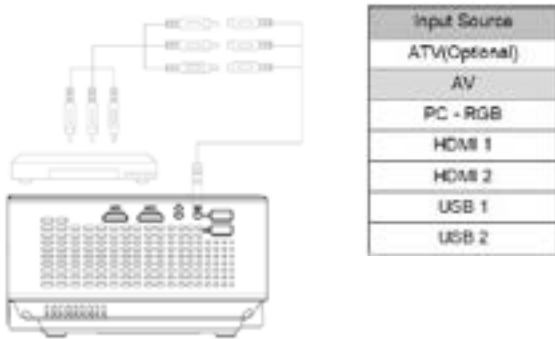 Input Source
ATV(Optional)
AV
PC - RGB
HDMI 1
HDMI 2
USB 1
USB 2